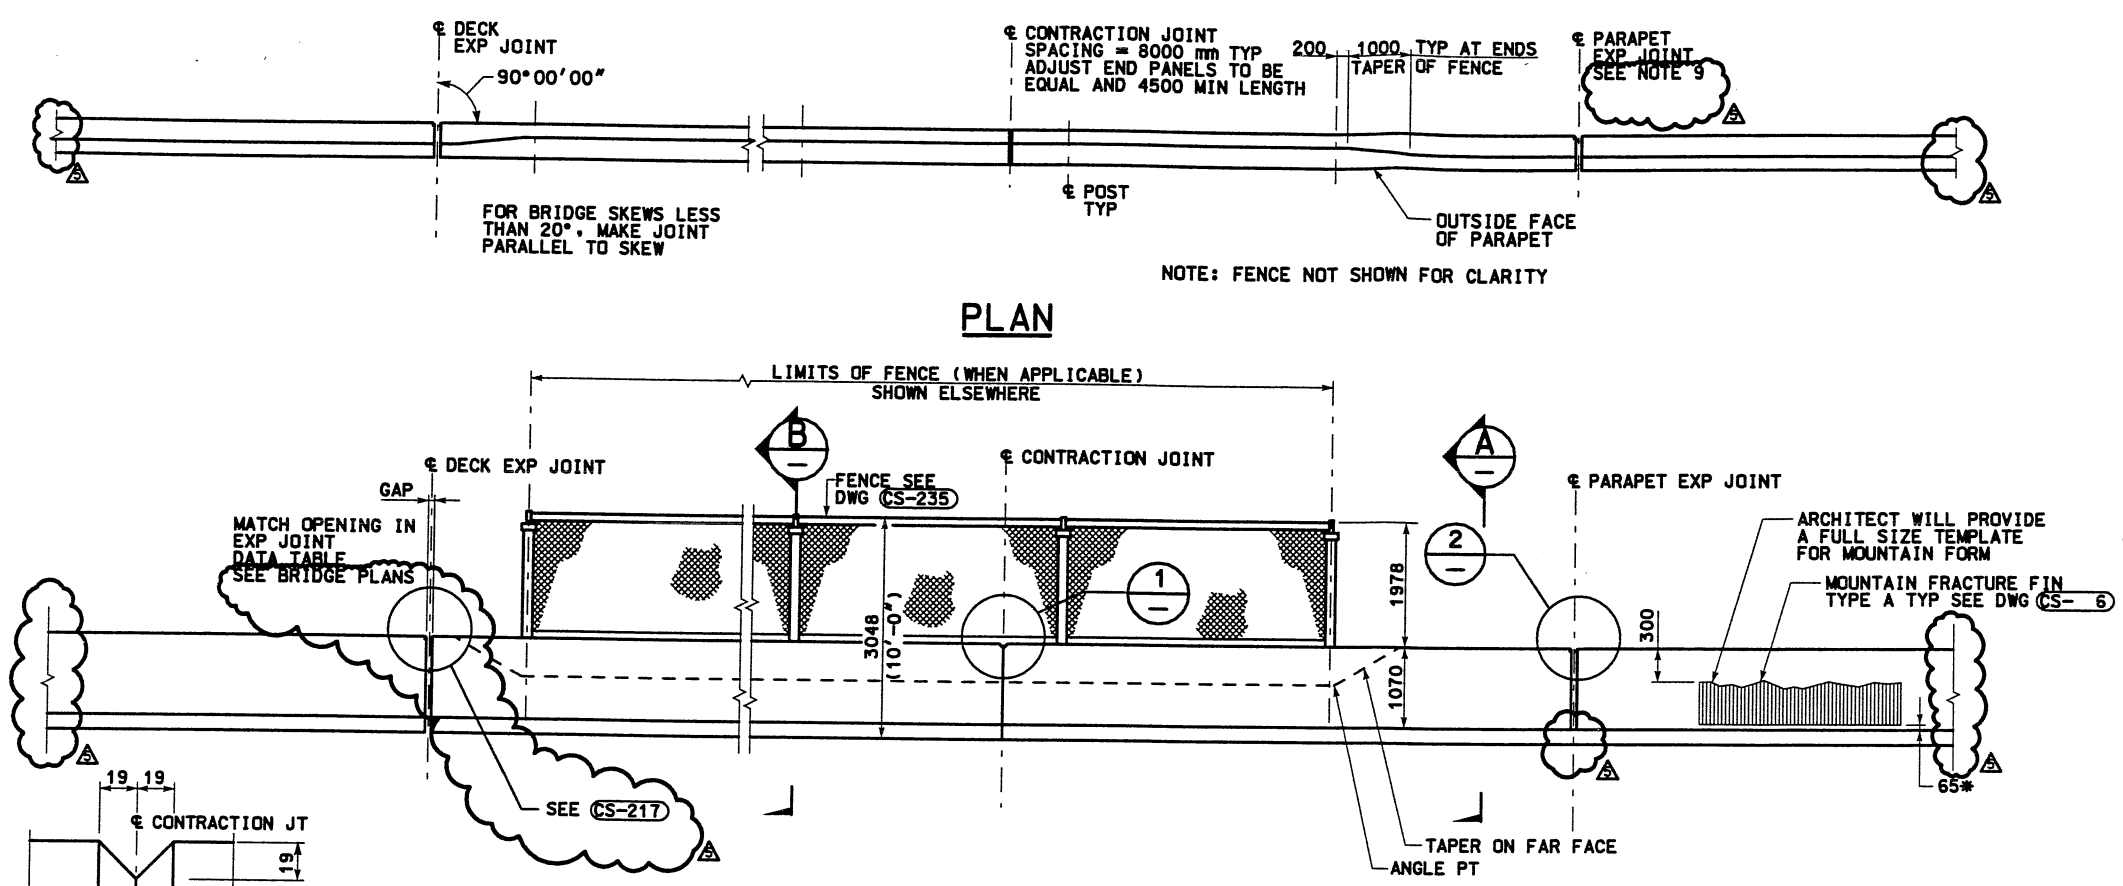 ℄ DECK
EXP JOINT
90°00'00"
℄ CONTRACTION JOINT
SPACING = 8000 mm TYP
ADJUST END PANELS TO BE
EQUAL AND 4500 MIN LENGTH
200
1000
TYP AT ENDS
TAPER OF FENCE
℄ PARAPET
EXP JOINT
SEE NOTE 9
5
5
5
℄ POST
TYP
FOR BRIDGE SKEWS LESS
THAN 20°, MAKE JOINT
PARALLEL TO SKEW
OUTSIDE FACE
OF PARAPET
NOTE: FENCE NOT SHOWN FOR CLARITY
PLAN
LIMITS OF FENCE (WHEN APPLICABLE)
SHOWN ELSEWHERE
B
–
A
–
℄ DECK EXP JOINT
GAP
FENCE SEE
DWG CS-235
℄ CONTRACTION JOINT
℄ PARAPET EXP JOINT
MATCH OPENING IN
EXP JOINT
DATA TABLE
SEE BRIDGE PLANS
2
–
ARCHITECT WILL PROVIDE
A FULL SIZE TEMPLATE
FOR MOUNTAIN FORM
MOUNTAIN FRACTURE FIN
TYPE A TYP SEE DWG CS- 6
1
–
1978
3048
(10'-0")
300
1070
5
5
5
65*
19
19
SEE CS-217
5
℄ CONTRACTION JT
19
TAPER ON FAR FACE
ANGLE PT